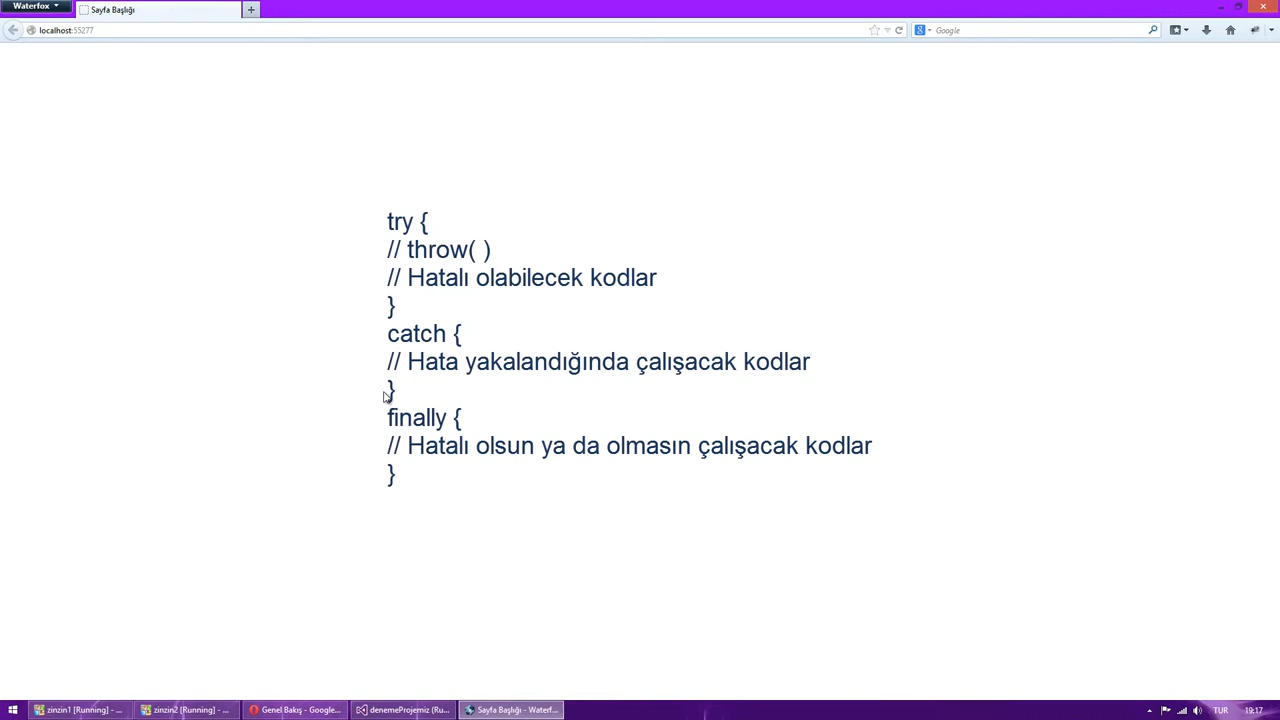 Waterfox
Sayfa Başlığı
localhost:55277
Google
try {
// throw( )
// Hatalı olabilecek kodlar
}
catch {
// Hata yakalandığında çalışacak kodlar
}
finally {
// Hatalı olsun ya da olmasın çalışacak kodlar
}
zinzin1 [Running] - ...
zinzin2 [Running] - ...
Genel Bakış - Google...
denemeProjemiz (Ru...
Sayfa Başlığı - Waterf...
TUR
19:17